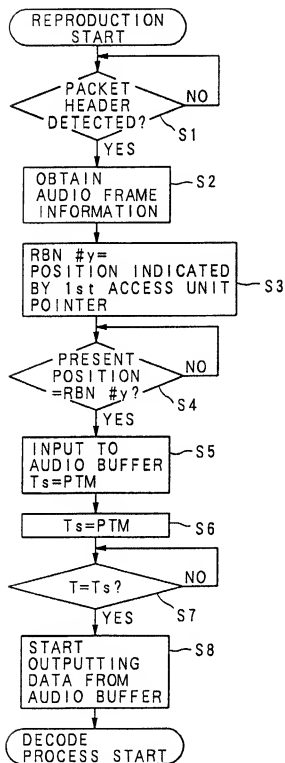 REPRODUCTION
START
PACKET
HEADER
DETECTED?
NO
S1
YES
OBTAIN
AUDIO FRAME
INFORMATION
S2
RBN #y=
POSITION INDICATED
BY 1st ACCESS UNIT
POINTER
S3
PRESENT
POSITION
=RBN #y?
NO
S4
YES
INPUT TO
AUDIO BUFFER
Ts=PTM
S5
Ts=PTM
S6
T=Ts?
NO
S7
YES
START
OUTPUTTING
DATA FROM
AUDIO BUFFER
S8
DECODE
PROCESS START